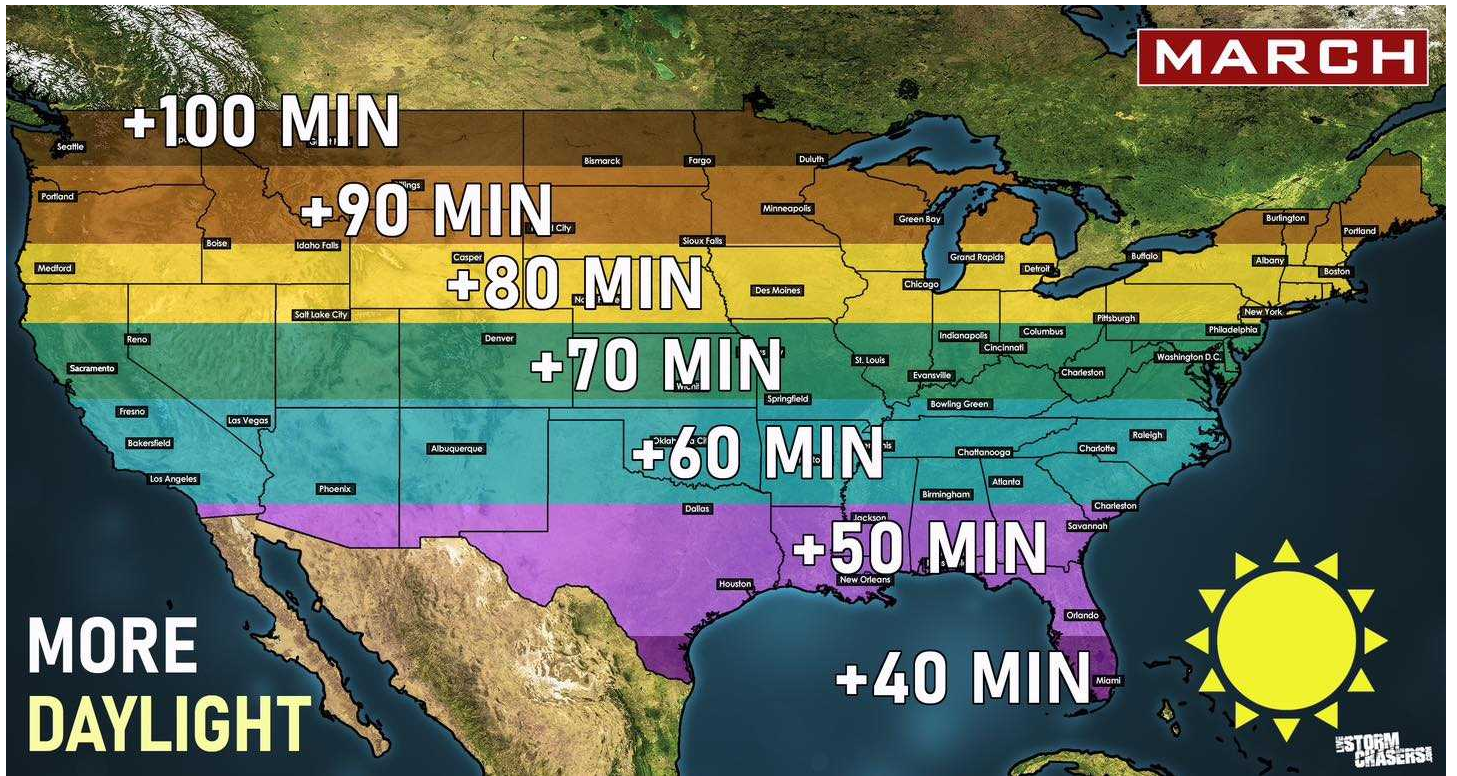 MARCH
+100 MIN
Seattle
Bismarck
Fargo
Duluth
+90 MIN
Portland
Minneapolis
Green Bay
Burlington
Portland
Boise
Idaho Falls
Sioux Falls
+80 MIN
Medford
Casper
Grand Rapids
Detroit
Buffalo
Albany
Boston
Chicago
Des Moines
Salt Lake City
New York
Pittsburgh
+70 MIN
Reno
Denver
Indianapolis
Columbus
Philadelphia
Cincinnati
St. Louis
Washington D.C.
Sacramento
Evansville
Charleston
Springfield
Bowling Green
+60 MIN
Fresno
Las Vegas
Bakersfield
Albuquerque
Chattanooga
Charlotte
Raleigh
Los Angeles
Phoenix
Atlanta
Birmingham
Charleston
+50 MIN
Dallas
Jackson
Savannah
Houston
New Orleans
Orlando
+40 MIN
Miami
MORE
DAYLIGHT
LIVE
STORM
CHASERS